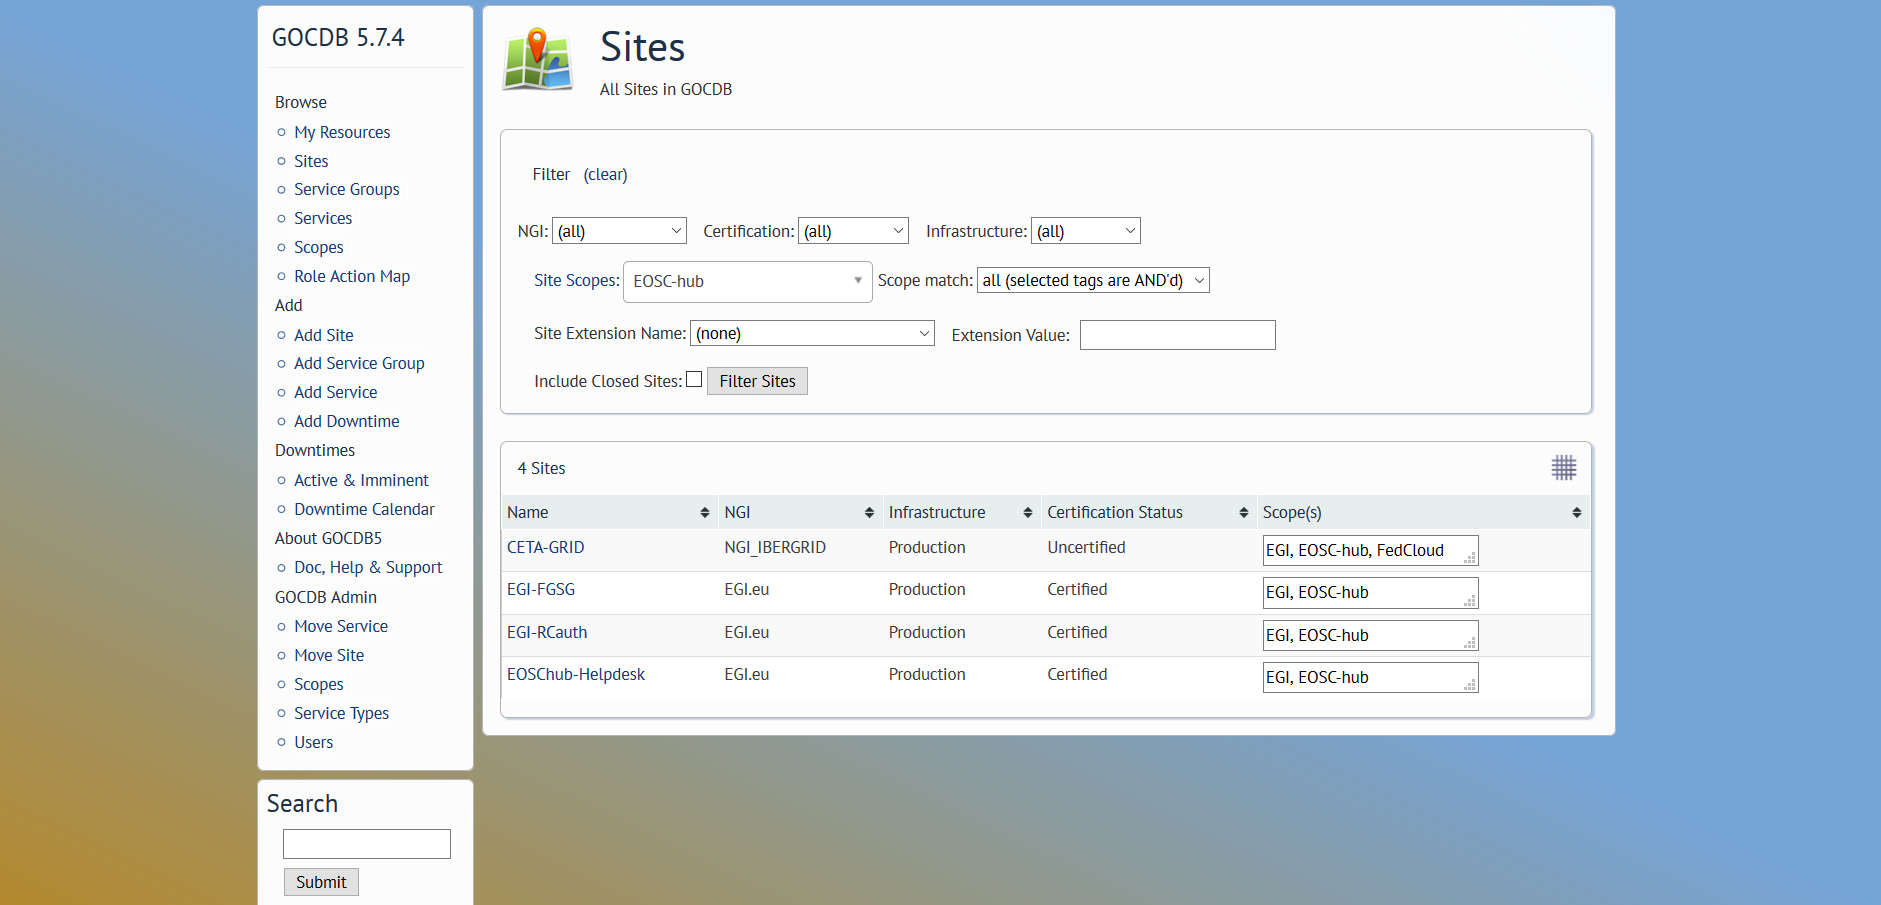 GOCDB 5.7.4
Browse
My Resources
Sites
Service Groups
Services
Scopes
Role Action Map
Add
Add Site
Add Service Group
Add Service
Add Downtime
Downtimes
Active & Imminent
Downtime Calendar
About GOCDB5
Doc, Help & Support
GOCDB Admin
Move Service
Move Site
Scopes
Service Types
Users
Search
Submit
Sites
All Sites in GOCDB
Filter (clear)
NGI: (all) Certification: (all) Infrastructure: (all)
Site Scopes: EOSC-hub Scope match: all (selected tags are AND'd)
Site Extension Name: (none) Extension Value:
Include Closed Sites: Filter Sites
4 Sites
Name NGI Infrastructure Certification Status Scope(s)
CETA-GRID NGI_IBERGRID Production Uncertified EGI, EOSC-hub, FedCloud
EGI-FGSG EGI.eu Production Certified EGI, EOSC-hub
EGI-RCauth EGI.eu Production Certified EGI, EOSC-hub
EOSChub-Helpdesk EGI.eu Production Certified EGI, EOSC-hub